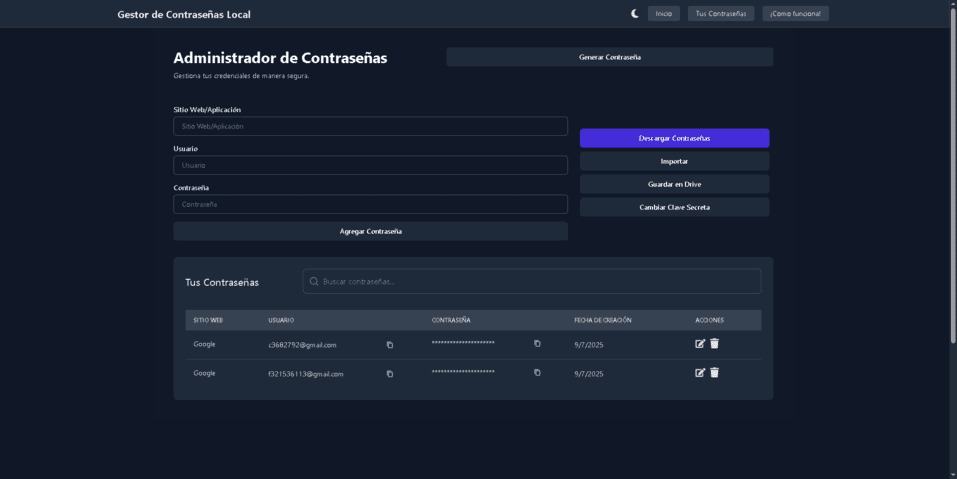 Gestor de Contraseñas Local
Inicio
Tus Contraseñas
¡Como funciona!
Administrador de Contraseñas
Gestiona tus credenciales de manera segura.
Generar Contraseña
Sitio Web/Aplicación
Sitio Web/Aplicación
Usuario
Usuario
Contraseña
Contraseña
Agregar Contraseña
Descargar Contraseñas
Importar
Guardar en Drive
Cambiar Clave Secreta
Tus Contraseñas
Buscar contraseñas...
SITIO WEB USUARIO CONTRASEÑA FECHA DE CREACIÓN ACCIONES
Google c3682792@gmail.com ********************* 9/7/2025
Google f321536113@gmail.com ********************* 9/7/2025